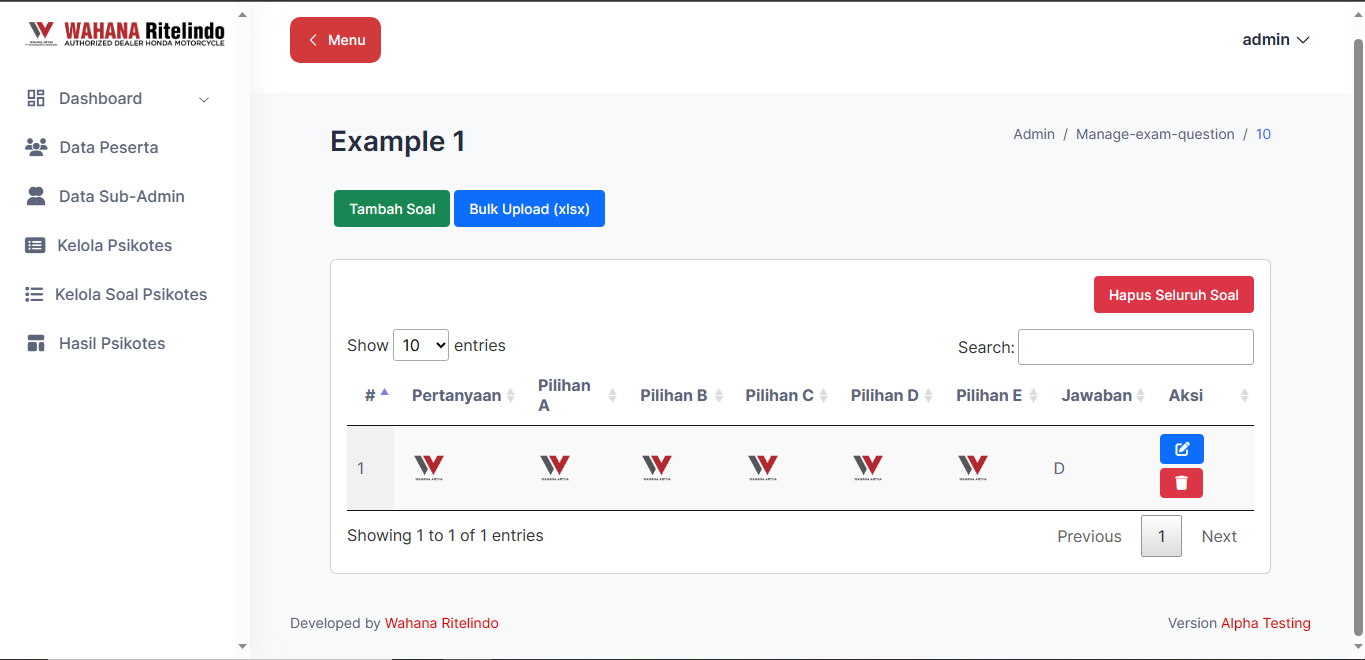 WAHANA Ritelindo
AUTHORIZED DEALER HONDA MOTORCYCLE
Menu
admin
Dashboard
Data Peserta
Data Sub-Admin
Kelola Psikotes
Kelola Soal Psikotes
Hasil Psikotes
Example 1
Admin / Manage-exam-question / 10
Tambah Soal
Bulk Upload (xlsx)
Hapus Seluruh Soal
Show 10 entries
Search:
# Pertanyaan Pilihan A Pilihan B Pilihan C Pilihan D Pilihan E Jawaban Aksi
1 D
Showing 1 to 1 of 1 entries
Previous 1 Next
Developed by Wahana Ritelindo
Version Alpha Testing